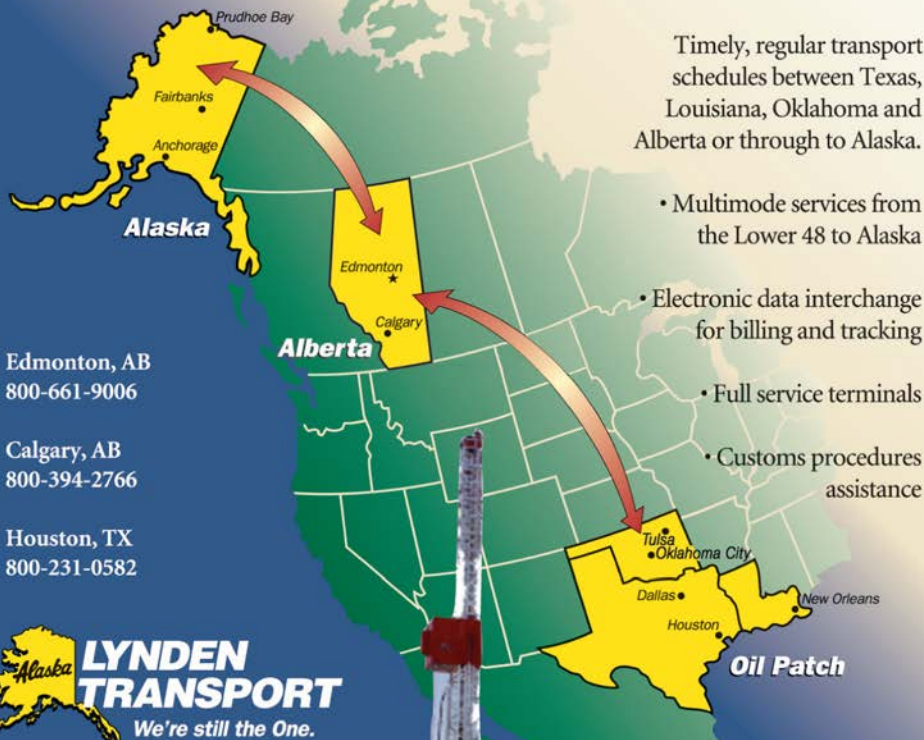 Prudhoe Bay
Fairbanks
Anchorage
Alaska
Edmonton
Calgary
Alberta
Timely, regular transport
schedules between Texas,
Louisiana, Oklahoma and
Alberta or through to Alaska.
• Multimode services from
the Lower 48 to Alaska
• Electronic data interchange
for billing and tracking
• Full service terminals
• Customs procedures
assistance
Edmonton, AB
800-661-9006
Calgary, AB
800-394-2766
Houston, TX
800-231-0582
Tulsa
Oklahoma City
Dallas
Houston
New Orleans
Oil Patch
Alaska
LYNDEN
TRANSPORT
We're still the One.